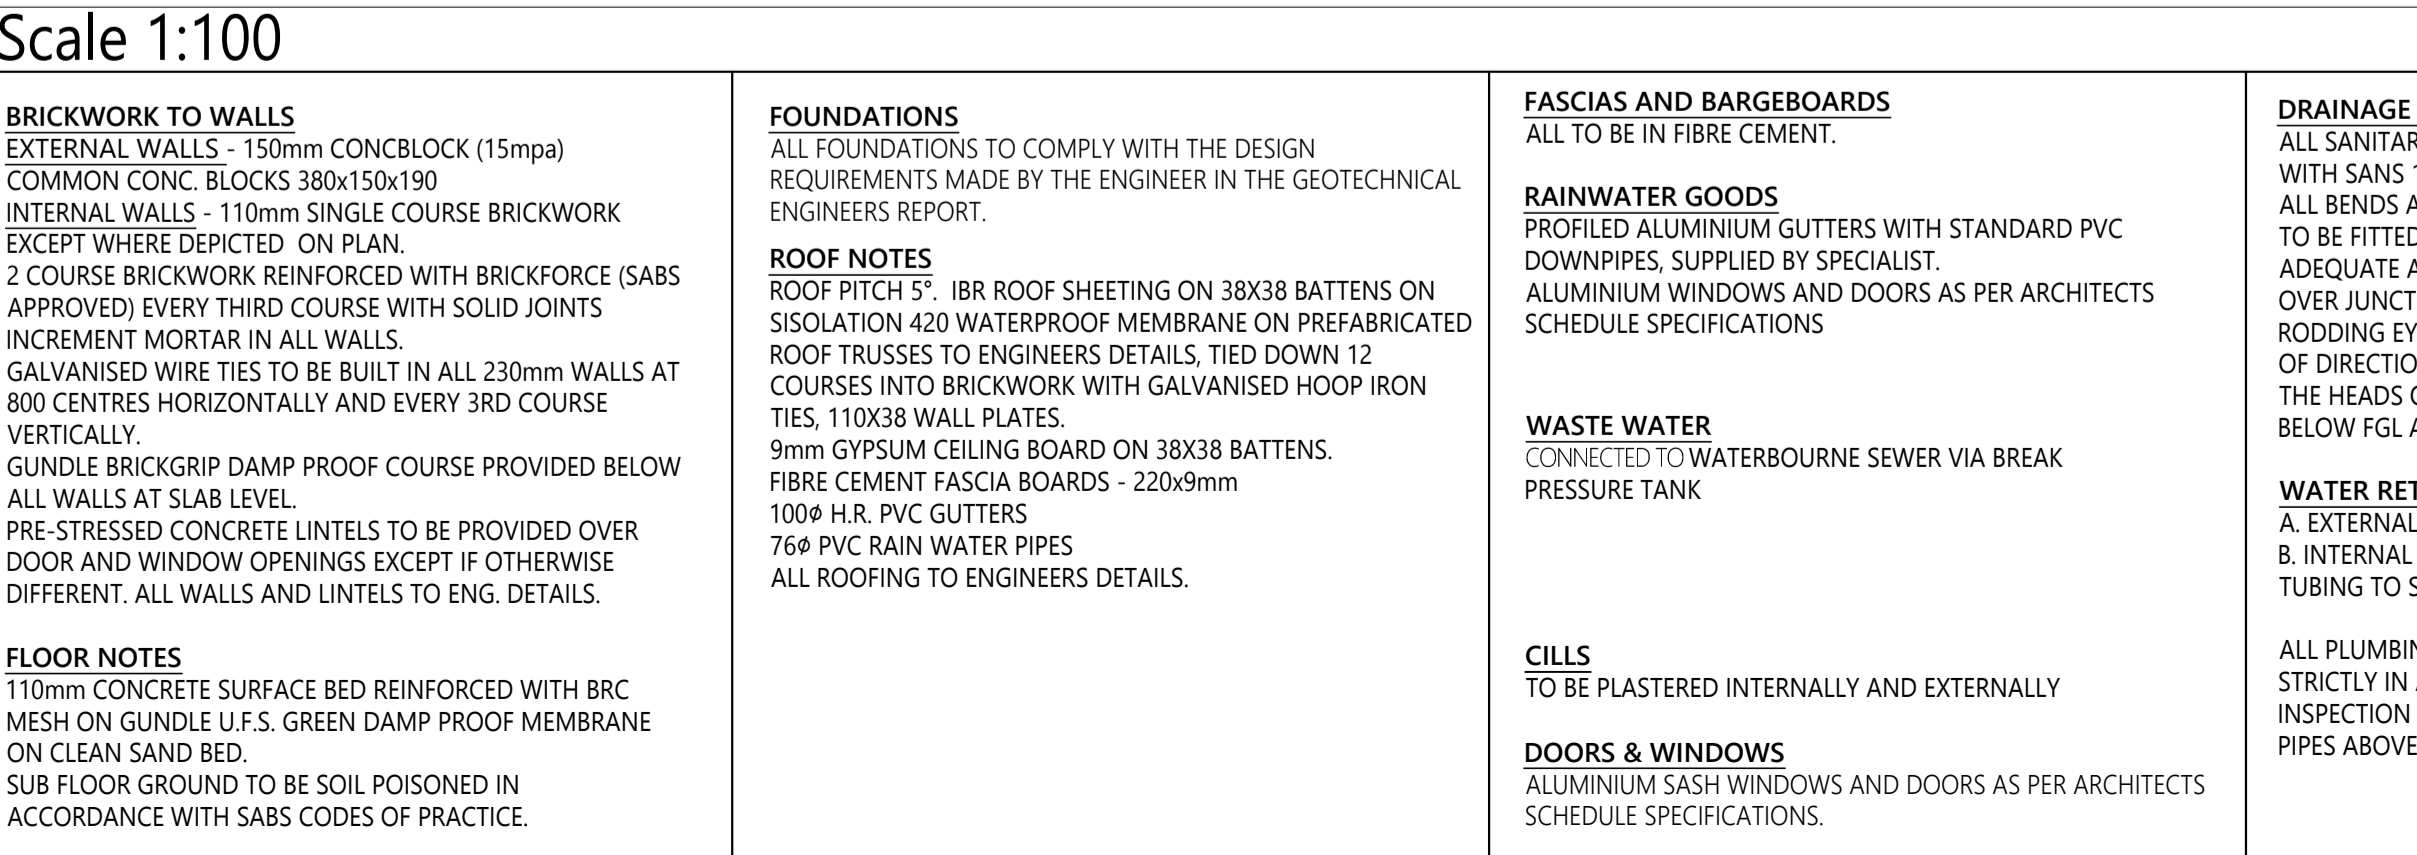 Scale 1:100
BRICKWORK TO WALLS
EXTERNAL WALLS - 150mm CONCBLOCK (15mpa)
COMMON CONC. BLOCKS 380x150x190
INTERNAL WALLS - 110mm SINGLE COURSE BRICKWORK
EXCEPT WHERE DEPICTED ON PLAN.
2 COURSE BRICKWORK REINFORCED WITH BRICKFORCE (SABS
APPROVED) EVERY THIRD COURSE WITH SOLID JOINTS
INCREMENT MORTAR IN ALL WALLS.
GALVANISED WIRE TIES TO BE BUILT IN ALL 230mm WALLS AT
800 CENTRES HORIZONTALLY AND EVERY 3RD COURSE
VERTICALLY.
GUNDLE BRICKGRIP DAMP PROOF COURSE PROVIDED BELOW
ALL WALLS AT SLAB LEVEL.
PRE-STRESSED CONCRETE LINTELS TO BE PROVIDED OVER
DOOR AND WINDOW OPENINGS EXCEPT IF OTHERWISE
DIFFERENT. ALL WALLS AND LINTELS TO ENG. DETAILS.
FLOOR NOTES
110mm CONCRETE SURFACE BED REINFORCED WITH BRC
MESH ON GUNDLE U.F.S. GREEN DAMP PROOF MEMBRANE
ON CLEAN SAND BED.
SUB FLOOR GROUND TO BE SOIL POISONED IN
ACCORDANCE WITH SABS CODES OF PRACTICE.
FOUNDATIONS
ALL FOUNDATIONS TO COMPLY WITH THE DESIGN
REQUIREMENTS MADE BY THE ENGINEER IN THE GEOTECHNICAL
ENGINEERS REPORT.
ROOF NOTES
ROOF PITCH 5°. IBR ROOF SHEETING ON 38X38 BATTENS ON
SISOLATION 420 WATERPROOF MEMBRANE ON PREFABRICATED
ROOF TRUSSES TO ENGINEERS DETAILS, TIED DOWN 12
COURSES INTO BRICKWORK WITH GALVANISED HOOP IRON
TIES, 110X38 WALL PLATES.
9mm GYPSUM CEILING BOARD ON 38X38 BATTENS.
FIBRE CEMENT FASCIA BOARDS - 220x9mm
100ø H.R. PVC GUTTERS
76ø PVC RAIN WATER PIPES
ALL ROOFING TO ENGINEERS DETAILS.
FASCIAS AND BARGEBOARDS
ALL TO BE IN FIBRE CEMENT.
RAINWATER GOODS
PROFILED ALUMINIUM GUTTERS WITH STANDARD PVC
DOWNPIPES, SUPPLIED BY SPECIALIST.
ALUMINIUM WINDOWS AND DOORS AS PER ARCHITECTS
SCHEDULE SPECIFICATIONS
WASTE WATER
CONNECTED TO WATERBOURNE SEWER VIA BREAK
PRESSURE TANK
CILLS
TO BE PLASTERED INTERNALLY AND EXTERNALLY
DOORS & WINDOWS
ALUMINIUM SASH WINDOWS AND DOORS AS PER ARCHITECTS
SCHEDULE SPECIFICATIONS.
DRAINAGE
ALL
WITH SANS
ALL BENDS
TO BE
ADEQUATE
OVER
RODDING
OF
THE HEADS
BELOW FGL
WATER
A. EXTERNAL
B. INTERNAL
TUBING TO
ALL
STRICTLY IN
INSPECTION
PIPES ABOVE